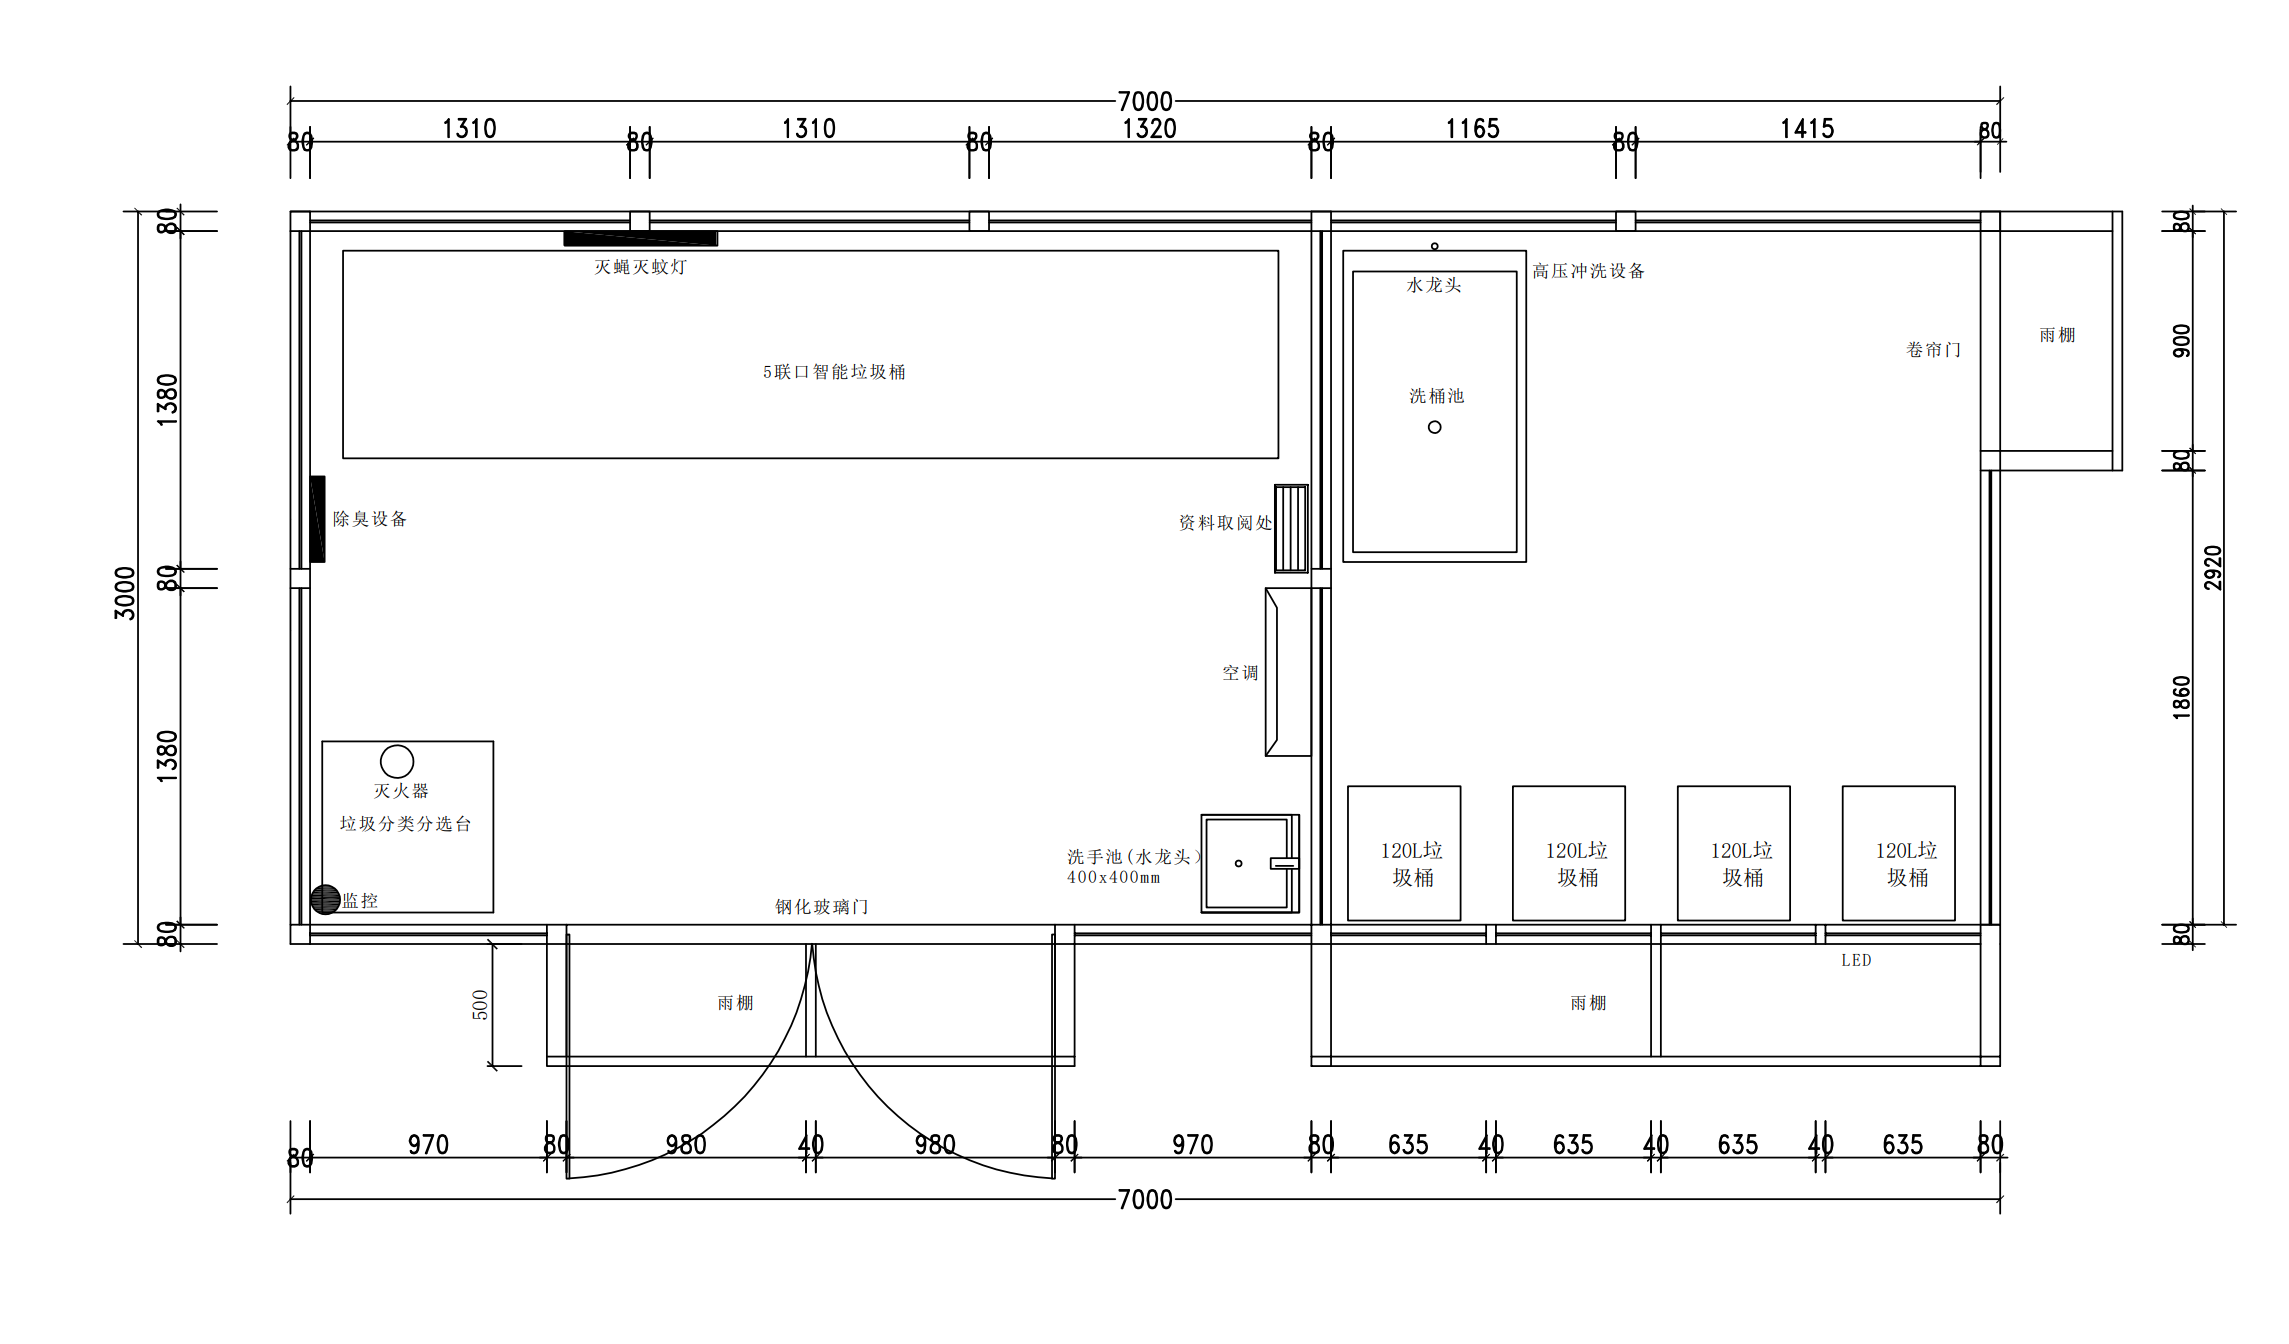 7000
80
1310
80
1310
80
1320
80
1165
80
1415
80
80
1380
80
1380
80
3000
80
900
80
1860
80
2920
灭蝇灭蚊灯
水龙头
高压冲洗设备
雨棚
卷帘门
5联口智能垃圾桶
洗桶池
除臭设备
资料取阅处
空调
灭火器
垃圾分类分选台
监控
洗手池(水龙头)
400x400mm
钢化玻璃门
120L垃
圾桶
120L垃
圾桶
120L垃
圾桶
120L垃
圾桶
LED
500
雨棚
雨棚
80
970
80
980
40
980
80
970
80
635
40
635
40
635
40
635
80
7000